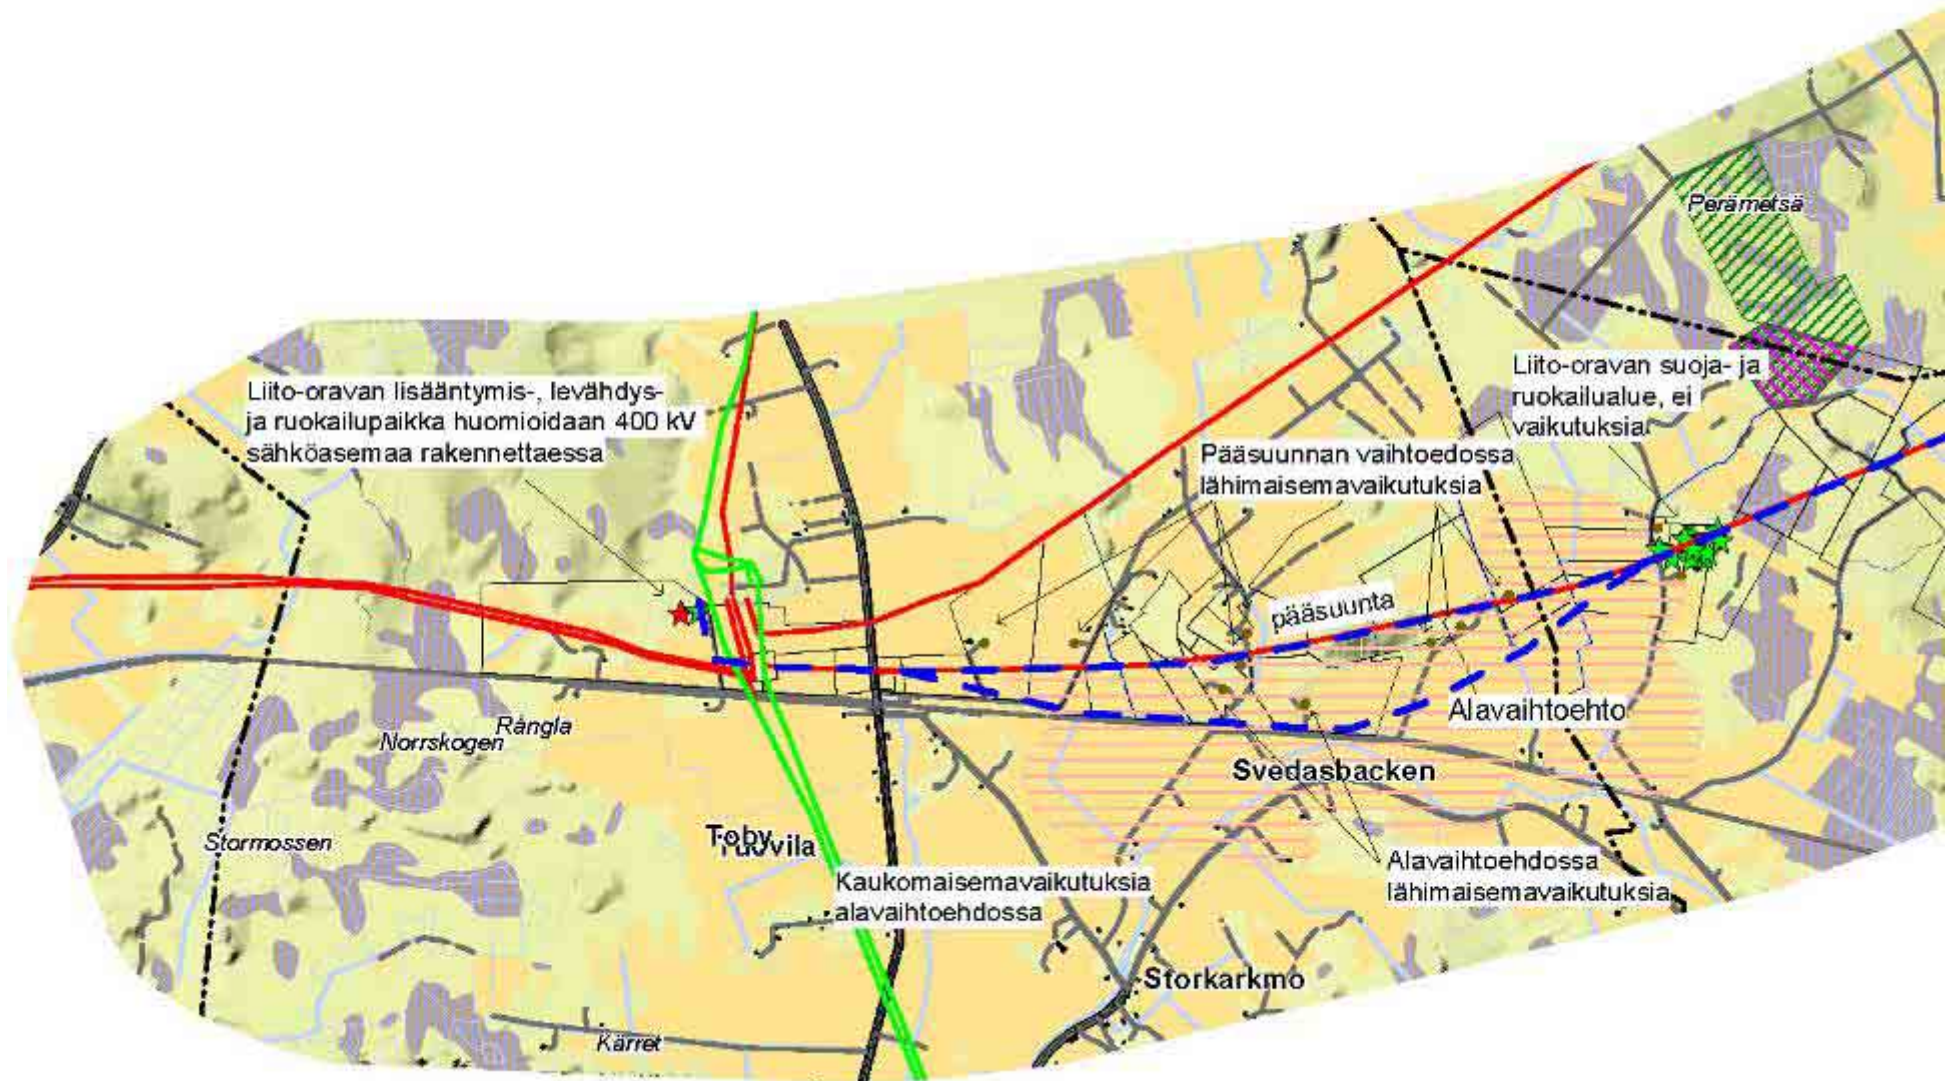 Perämetsä
Liito-oravan lisääntymis-, levähdys-
ja ruokailupaikka huomioidaan 400 kV
sähköasemaa rakennettaessa
Liito-oravan suoja- ja
ruokailualue, ei
vaikutuksia
Pääsuunnan vaihtoedossa
lähimaisemavaikutuksia
pääsuunta
Alavaihtoehto
Rångla
Norrskogen
Svedasbacken
Stormossen
Toby
Kaukomaisemavaikutuksia
alavaihtoehdossa
Alavaihtoehdossa
lähimaisemavaikutuksia
Storkarkmo
Kärret